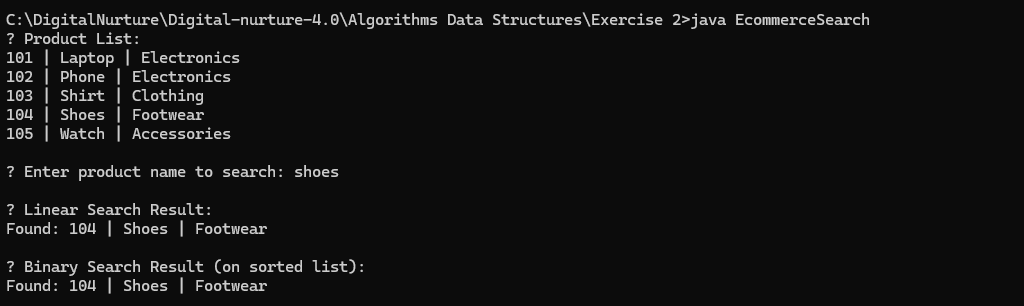 C:\DigitalNurture\Digital-nurture-4.0\Algorithms Data Structures\Exercise 2>java EcommerceSearch
? Product List:
101 | Laptop | Electronics
102 | Phone | Electronics
103 | Shirt | Clothing
104 | Shoes | Footwear
105 | Watch | Accessories
? Enter product name to search: shoes
? Linear Search Result:
Found: 104 | Shoes | Footwear
? Binary Search Result (on sorted list):
Found: 104 | Shoes | Footwear